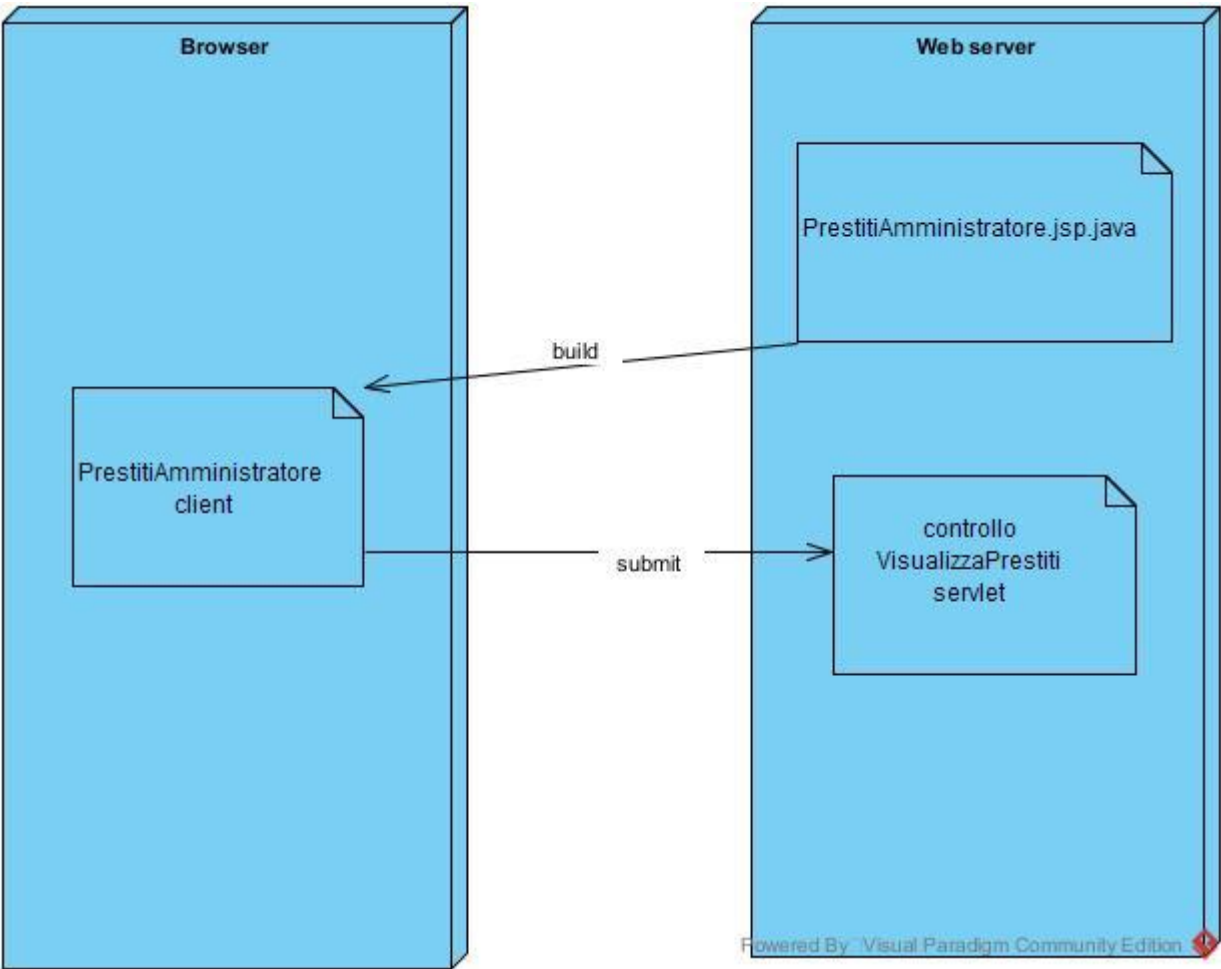 Browser
Web server
PrestitiAmministratore.jsp.java
build
PrestitiAmministratore
client
submit
controllo
VisualizzaPrestiti
servlet
Powered By Visual Paradigm Community Edition